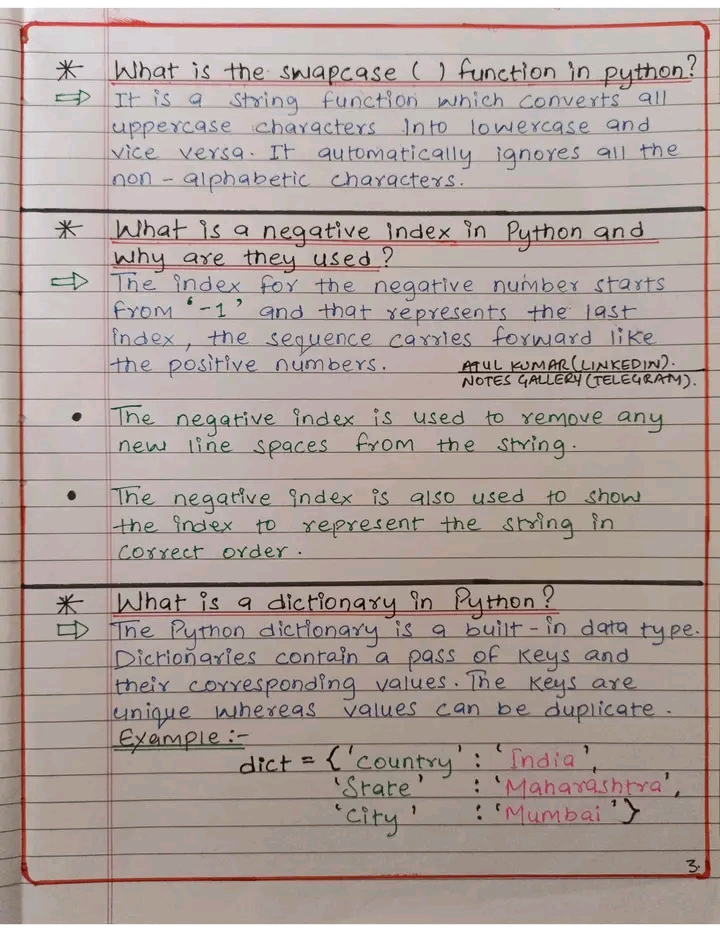 * What is the swapcase ( ) function in python?
⇒ It is a string function which converts all
uppercase characters into lowercase and
vice versa. It automatically ignores all the
non - alphabetic characters.
* What is a negative index in Python and
why are they used ?
⇒ The index for the negative number starts
from '-1' and that represents the last
index, the sequence carries forward like
the positive numbers.
ATUL KUMAR (LINKEDIN).
NOTES GALLERY (TELEGRAM).
• The negative index is used to remove any
new line spaces from the string.
• The negative index is also used to show
the index to represent the string in
correct order.
* What is a dictionary in Python?
⇒ The Python dictionary is a built-in data type.
Dictionaries contain a pass of keys and
their corresponding values. The keys are
unique whereas values can be duplicate.
Example :-
dict = {'country' : 'India',
'State' : 'Maharashtra',
'City' : 'Mumbai'}
3.